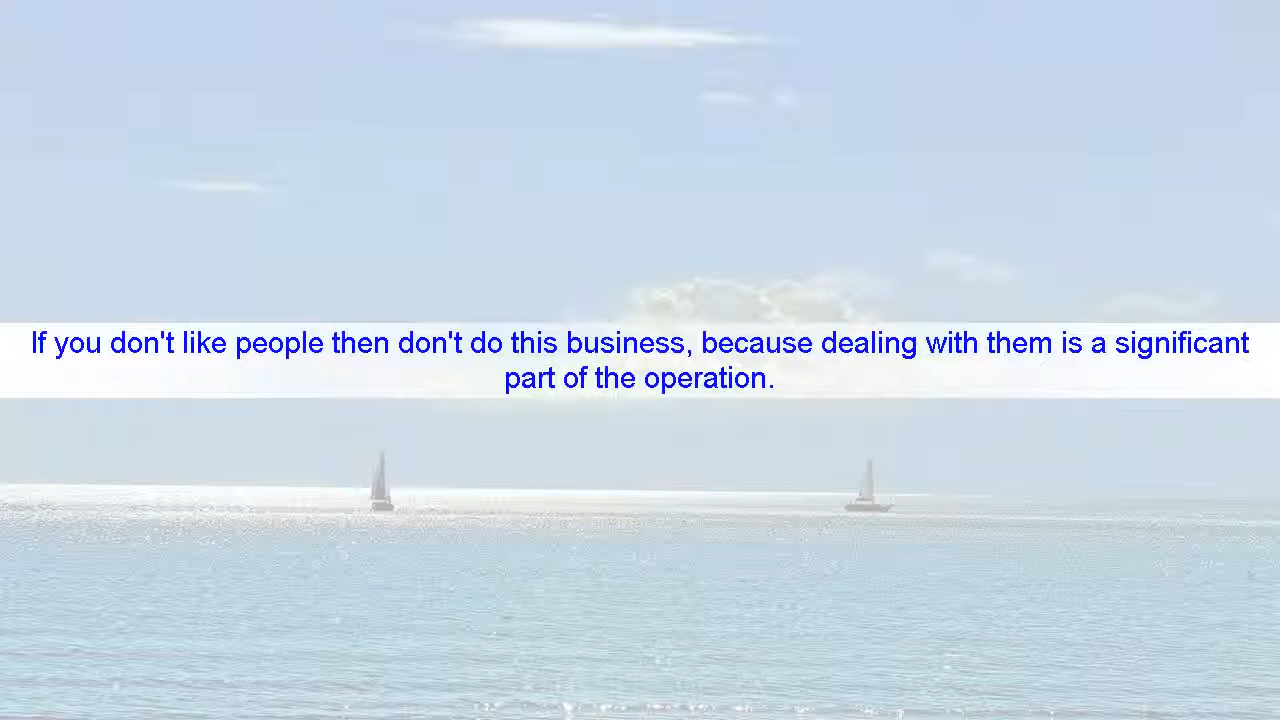 If you don't like people then don't do this business, because dealing with them is a significant
part of the operation.